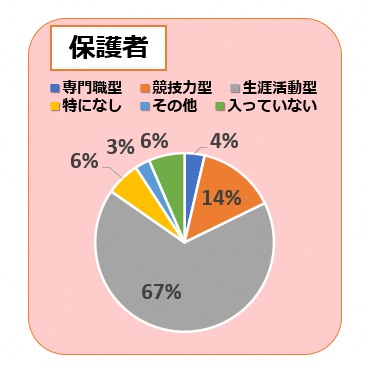 保護者
専門職型 競技力型 生涯活動型
特になし その他 入っていない
6% 3% 6% 4%
14%
67%